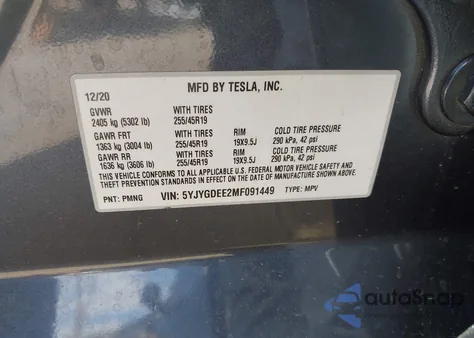 MFD BY TESLA, INC.
12/20
GVWR WITH TIRES
2405 kg (5302 lb) 255/45R19
GAWR FRT WITH TIRES RIM COLD TIRE PRESSURE
1363 kg (3004 lb) 255/45R19 19X9.5J 290 kPa, 42 psi
GAWR RR WITH TIRES RIM COLD TIRE PRESSURE
1636 kg (3606 lb) 255/45R19 19X9.5J 290 kPa, 42 psi
THIS VEHICLE CONFORMS TO ALL APPLICABLE U.S. FEDERAL MOTOR VEHICLE SAFETY AND
THEFT PREVENTION STANDARDS IN EFFECT ON THE DATE OF MANUFACTURE SHOWN ABOVE.
PNT: PMNG VIN: 5YJYGDEE2MF091449 TYPE: MPV
autoSnap